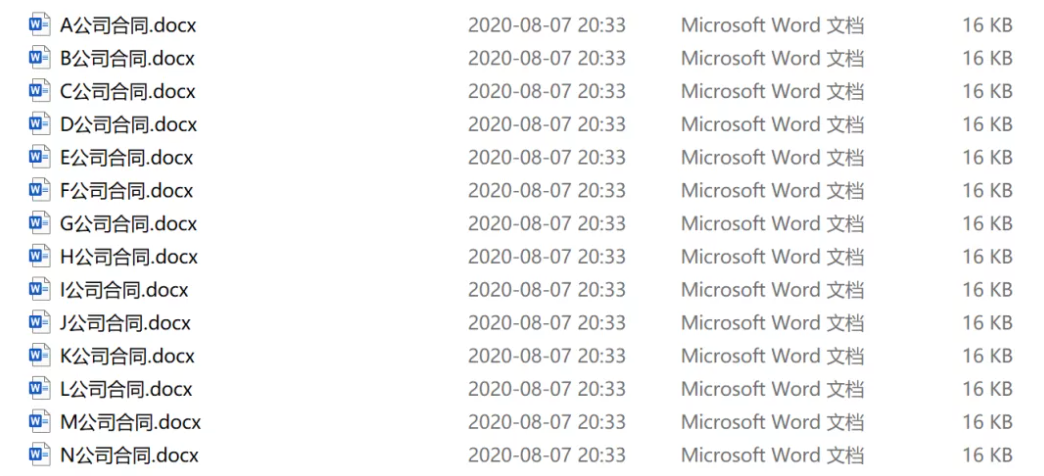 A公司合同.docx 2020-08-07 20:33 Microsoft Word 文档 16 KB
B公司合同.docx 2020-08-07 20:33 Microsoft Word 文档 16 KB
C公司合同.docx 2020-08-07 20:33 Microsoft Word 文档 16 KB
D公司合同.docx 2020-08-07 20:33 Microsoft Word 文档 16 KB
E公司合同.docx 2020-08-07 20:33 Microsoft Word 文档 16 KB
F公司合同.docx 2020-08-07 20:33 Microsoft Word 文档 16 KB
G公司合同.docx 2020-08-07 20:33 Microsoft Word 文档 16 KB
H公司合同.docx 2020-08-07 20:33 Microsoft Word 文档 16 KB
I公司合同.docx 2020-08-07 20:33 Microsoft Word 文档 16 KB
J公司合同.docx 2020-08-07 20:33 Microsoft Word 文档 16 KB
K公司合同.docx 2020-08-07 20:33 Microsoft Word 文档 16 KB
L公司合同.docx 2020-08-07 20:33 Microsoft Word 文档 16 KB
M公司合同.docx 2020-08-07 20:33 Microsoft Word 文档 16 KB
N公司合同.docx 2020-08-07 20:33 Microsoft Word 文档 16 KB